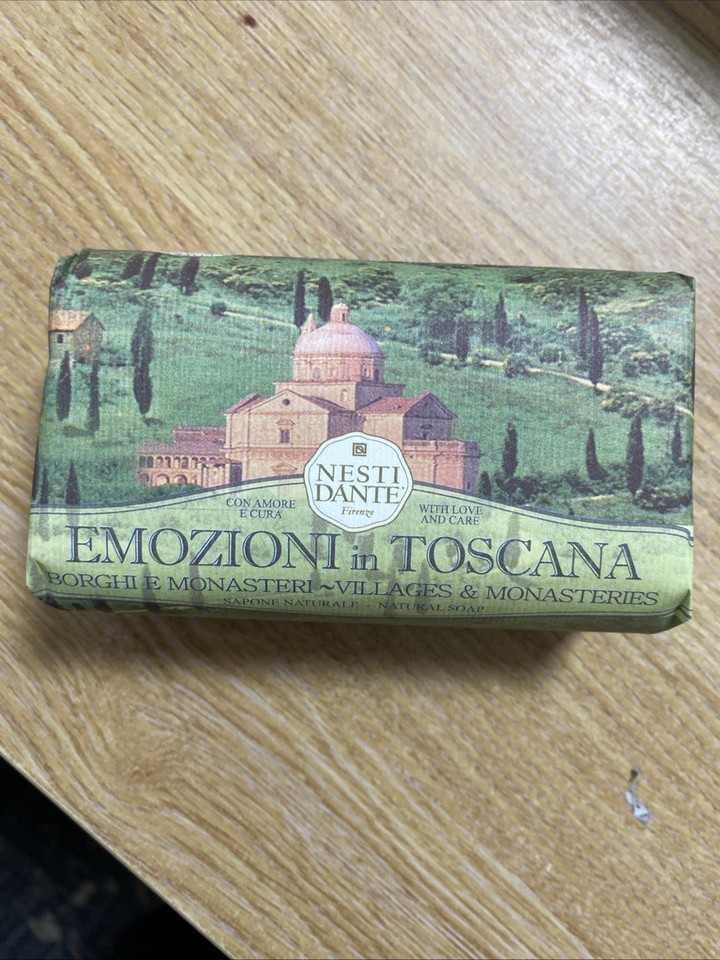 NESTI
DANTE
Firenze
CON AMORE
E CURA
WITH LOVE
AND CARE
EMOZIONI in TOSCANA
BORGHI E MONASTERI ~ VILLAGES & MONASTERIES
SAPONE NATURALE - NATURAL SOAP